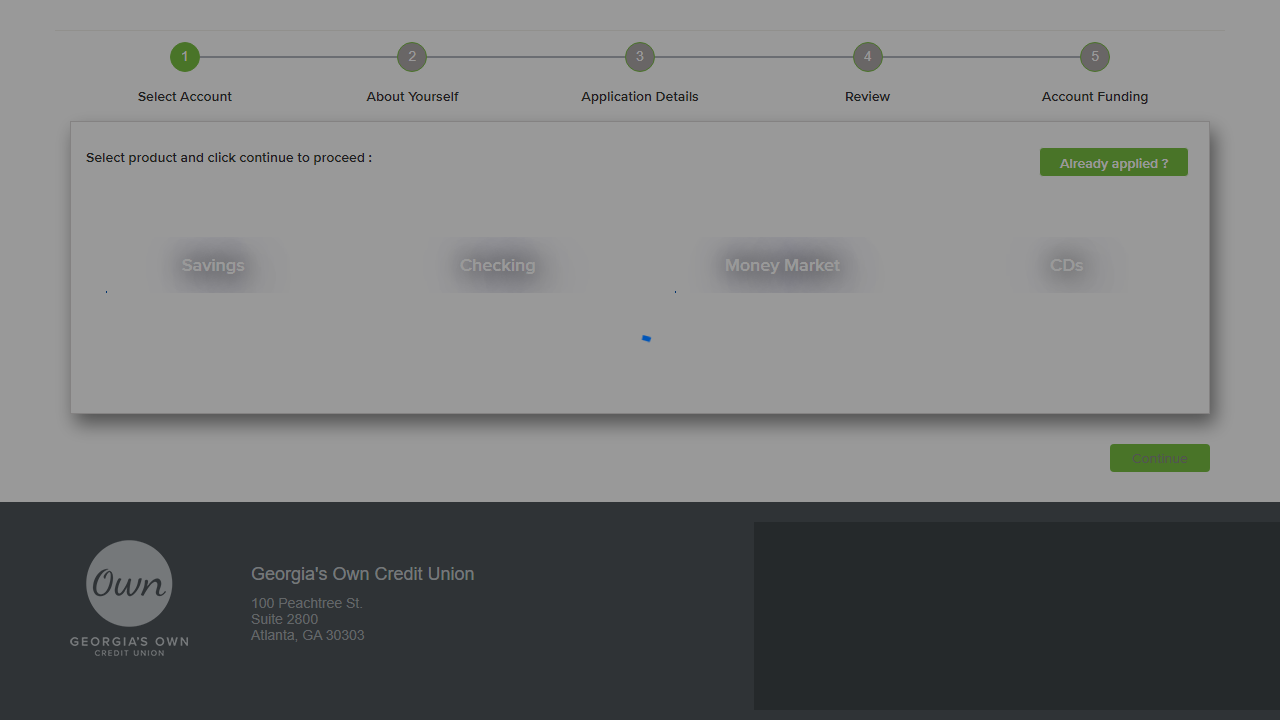 1 2 3 4 5
Select Account About Yourself Application Details Review Account Funding
Select product and click continue to proceed :
Already applied ?
Savings Checking Money Market CDs
Continue
Own
GEORGIA'S OWN
CREDIT UNION
Georgia's Own Credit Union
100 Peachtree St.
Suite 2800
Atlanta, GA 30303